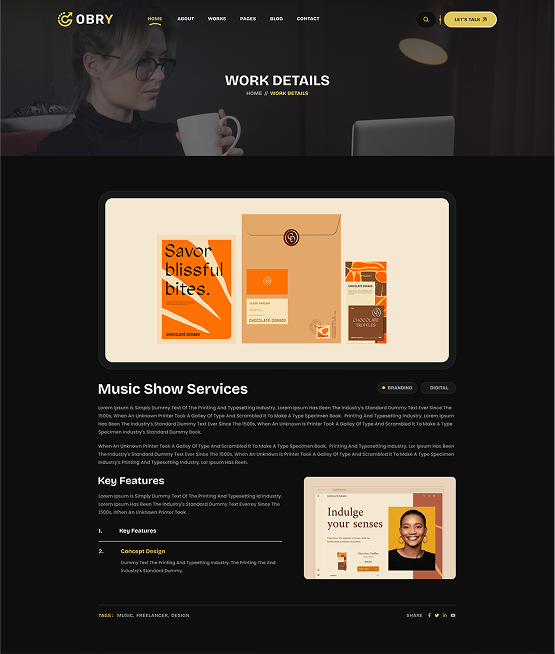 OBRY
HOME ABOUT WORKS PAGES BLOG CONTACT
LET'S TALK
WORK DETAILS
HOME // WORK DETAILS
Savor
blissful
bites.
CHOCOLATÉ DORADO
CHOCOLATÉ DORADO
CHOCOLATE DORADO
CHOCOLATE
TRUFFLES
Music Show Services
BRANDING
DIGITAL
Lorem Ipsum Is Simply Dummy Text Of The Printing And Typesetting Industry. Lorem Ipsum Has Been The Industry's Standard Dummy Text Ever Since The
1500s, When An Unknown Printer Took A Galley Of Type And Scrambled It To Make A Type Specimen Book. Printing And Typesetting Industry. Lorem Ipsum
Has Been The Industry's Standard Dummy Text Ever Since The 1500s, When An Unknown Is Printer Took A Galley Of Type And Scrambled It To Make A Type
Specimen Industry's Standard Dummy Book.
When An Unknown Printer Took A Galley Of Type And Scrambled It To Make A Type Specimen Book. Printing And Typesetting Industry. Lor Ipsum Has Been
The Industry's Standard Dummy Text Ever Since The 1500s, When An Unknown Is Printer Took A Galley Of Type And Scrambled It To Make A Type Specimen
Industry's Printing And Typesetting Industry. Lor Ipsum Has Been.
Key Features
Lorem Ipsum Is Simply Dummy Text Of The Printing And Typesetting Id Industry.
Lorem Ipsum Has Been The Industry's Standard Dummy Text Everrey Since The
1500s, When An Unknown Printer Took.
1. Key Features
2. Concept Design
Dummy Text The Printing And Typesetting Industry. The Printing The And
Industry's Standard Dummy.
CHOCOLATE DORADO
Indulge
your senses
TAGS: MUSIC, FREELANCER, DESIGN
SHARE